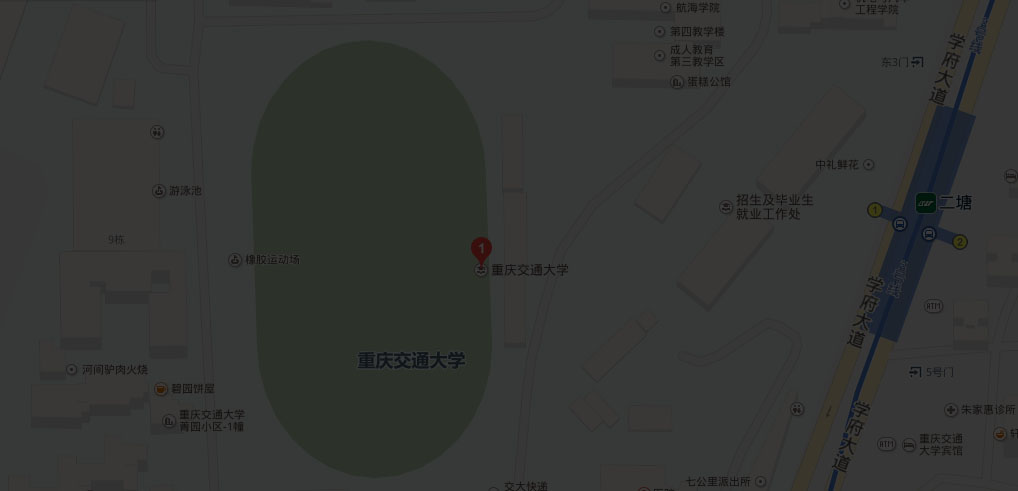 航海学院
工程学院
第四教学楼
成人教育
第三教学区
蛋糕公馆
东3门
学府大道
游泳池
中礼鲜花
招生及毕业生
就业工作处
二塘
1
2
9栋
橡胶运动场
1
重庆交通大学
学府大道
重庆交通大学
RTM
河间驴肉火烧
5号门
碧园饼屋
重庆交通大学
菁园小区-1幢
朱家惠诊所
学府大道
重庆交通
大学宾馆
七公里派出所
交大快递